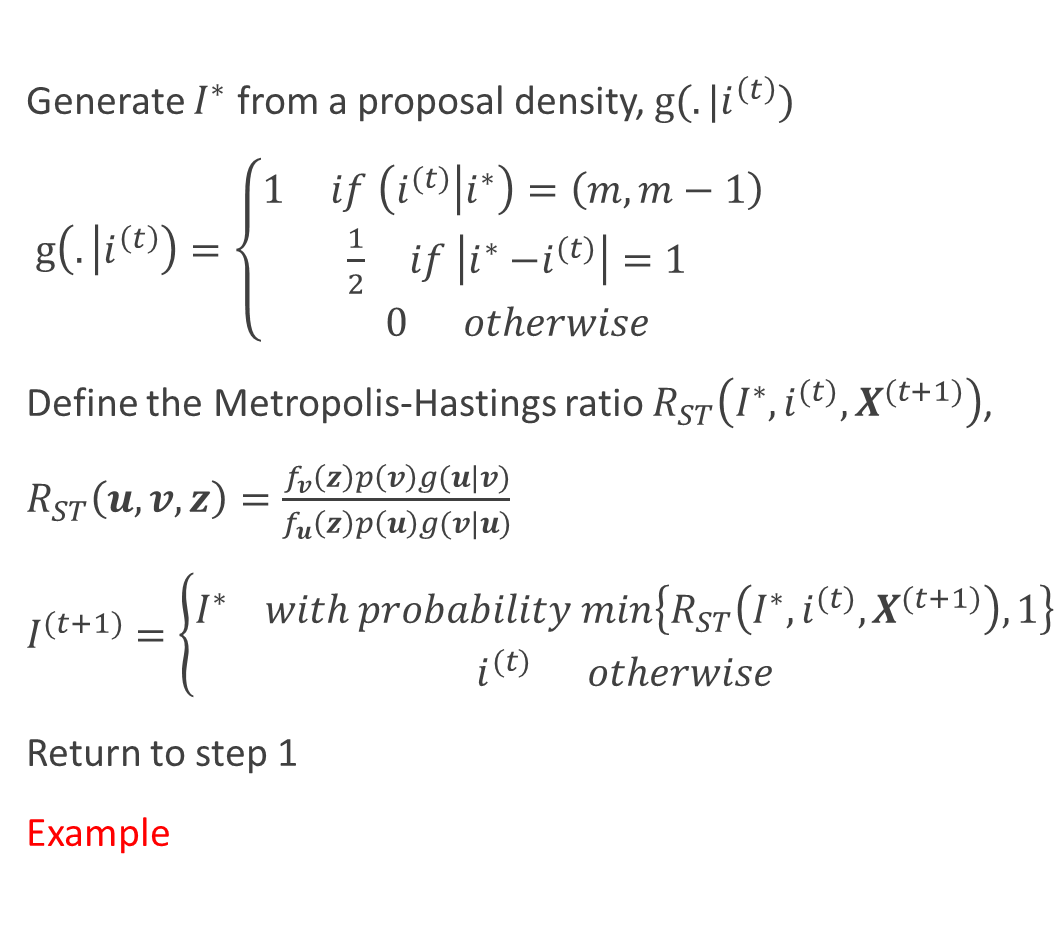 Generate I* from a proposal density, g(.|i^(t))
g(.|i^(t)) = { 1 if (i^(t)|i*) = (m, m − 1)
1/2 if |i* −i^(t)| = 1
0 otherwise
Define the Metropolis-Hastings ratio R_ST(I*, i^(t), X^(t+1)),
R_ST(u, v, z) = f_v(z)p(v)g(u|v) / f_u(z)p(u)g(v|u)
I^(t+1) = { I* with probability min{R_ST(I*, i^(t), X^(t+1)), 1}
i^(t) otherwise
Return to step 1
Example